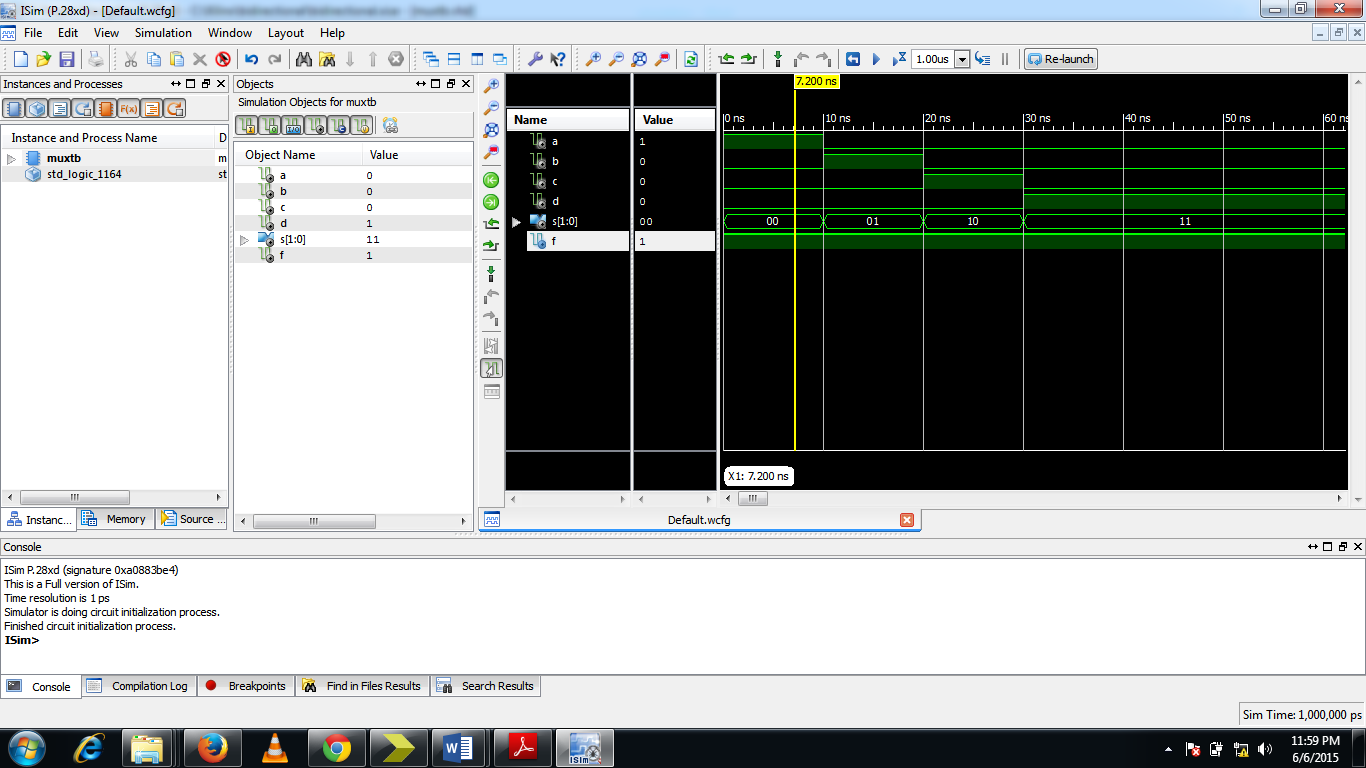 ISim (P.28xd) - [Default.wcfg]
File Edit View Simulation Window Layout Help
1.00us Re-launch
Instances and Processes
Instance and Process Name D
muxtb m
std_logic_1164 st
Instanc... Memory Source ...
Objects
Simulation Objects for muxtb
Object Name Value
a 0
b 0
c 0
d 1
s[1:0] 11
f 1
Name Value
a 1
b 0
c 0
d 0
s[1:0] 00
f 1
7.200 ns
0 ns 10 ns 20 ns 30 ns 40 ns 50 ns 60 ns
00 01 10 11
X1: 7.200 ns
Default.wcfg
Console
ISim P.28xd (signature 0xa0883be4)
This is a Full version of ISim.
Time resolution is 1 ps
Simulator is doing circuit initialization process.
Finished circuit initialization process.
ISim>
Console Compilation Log Breakpoints Find in Files Results Search Results
Sim Time: 1,000,000 ps
ISim
11:59 PM
6/6/2015